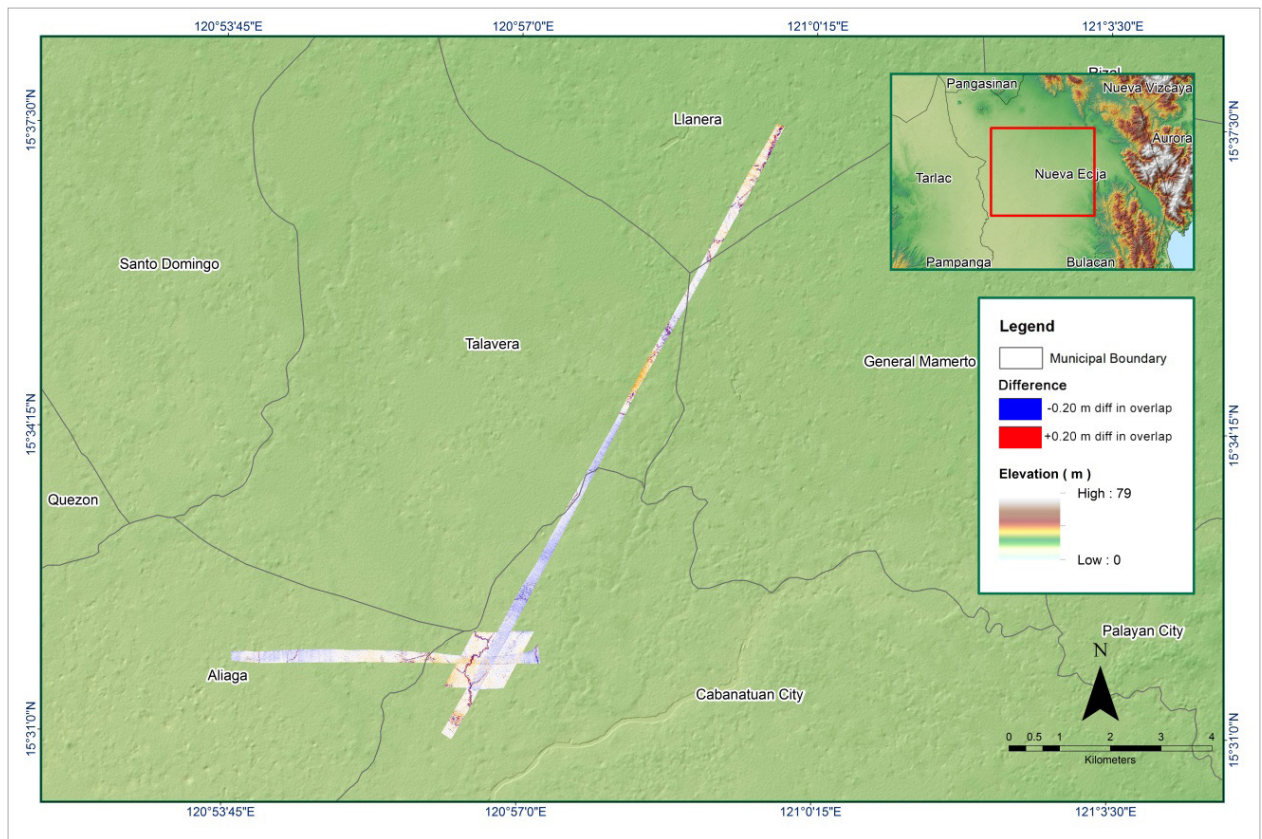 120°53'45"E
120°57'0"E
121°0'15"E
121°3'30"E
15°37'30"N
15°34'15"N
15°31'0"N
Llanera
Santo Domingo
Talavera
General Mamerto
Quezon
Aliaga
Cabanatuan City
Palayan City
Rizal
Pangasinan
Nueva Vizcaya
Aurora
Tarlac
Nueva Ecija
Pampanga
Bulacan
Legend
Municipal Boundary
Difference
-0.20 m diff in overlap
+0.20 m diff in overlap
Elevation ( m )
High : 79
Low : 0
N
0 0.5 1 2 3 4
Kilometers
15°37'30"N
15°34'15"N
15°31'0"N
120°53'45"E
120°57'0"E
121°0'15"E
121°3'30"E